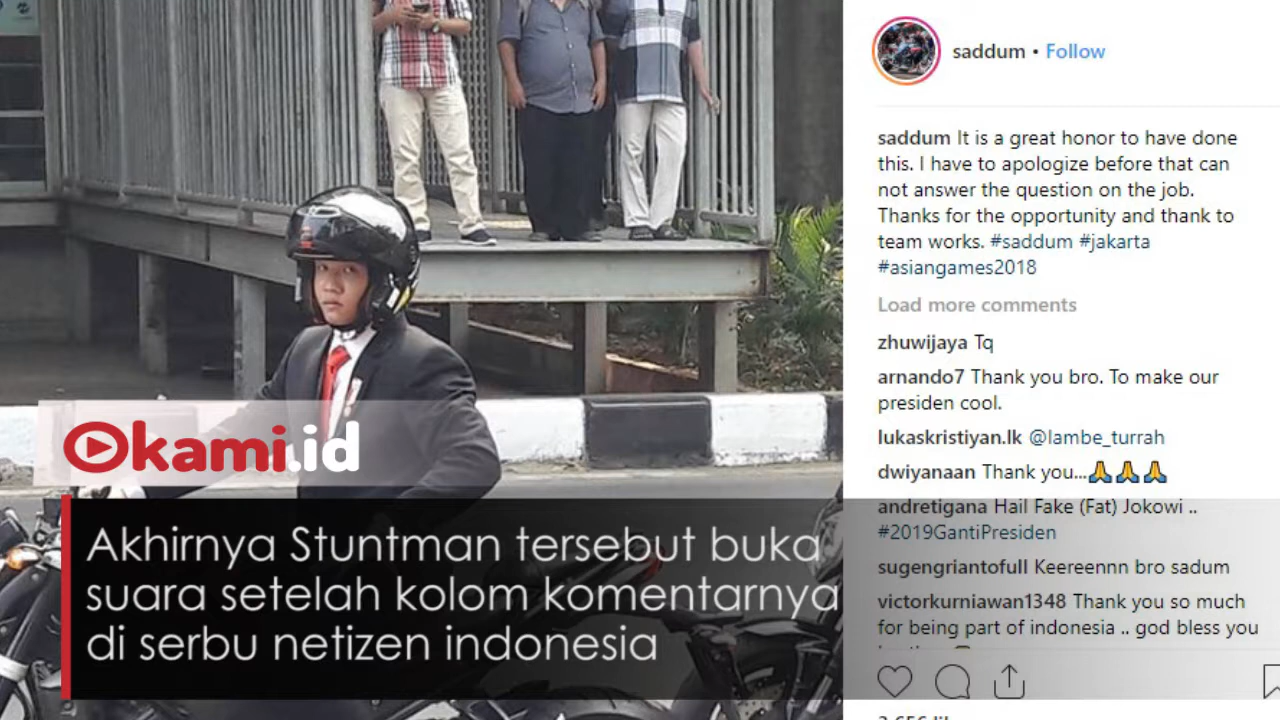 saddum • Follow
saddum It is a great honor to have done
this. I have to apologize before that can
not answer the question on the job.
Thanks for the opportunity and thank to
team works. #saddum #jakarta
#asiangames2018
Load more comments
zhuwijaya Tq
arnando7 Thank you bro. To make our
presiden cool.
lukaskristiyan.lk @lambe_turrah
dwiyanaan Thank you...🙏🙏🙏
andretigana Hail Fake (Fat) Jokowi ..
#2019GantiPresiden
sugengriantofull Keereennn bro sadum
victorkurniawan1348 Thank you so much
for being part of indonesia .. god bless you
Okami.id
Akhirnya Stuntman tersebut buka
suara setelah kolom komentarnya
di serbu netizen indonesia